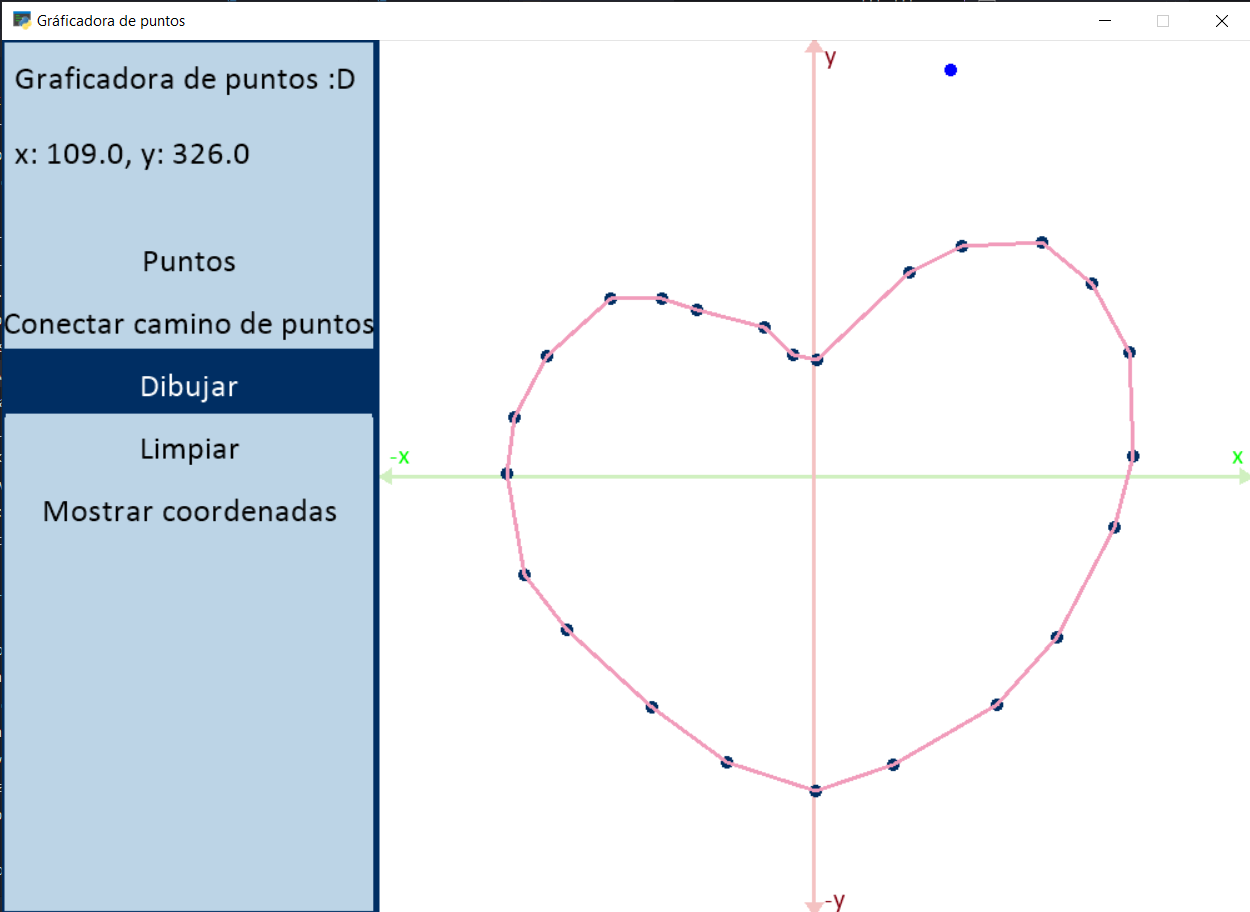 Gráficadora de puntos
Graficadora de puntos :D
x: 109.0, y: 326.0
Puntos
Conectar camino de puntos
Dibujar
Limpiar
Mostrar coordenadas
y
-x
x
-y